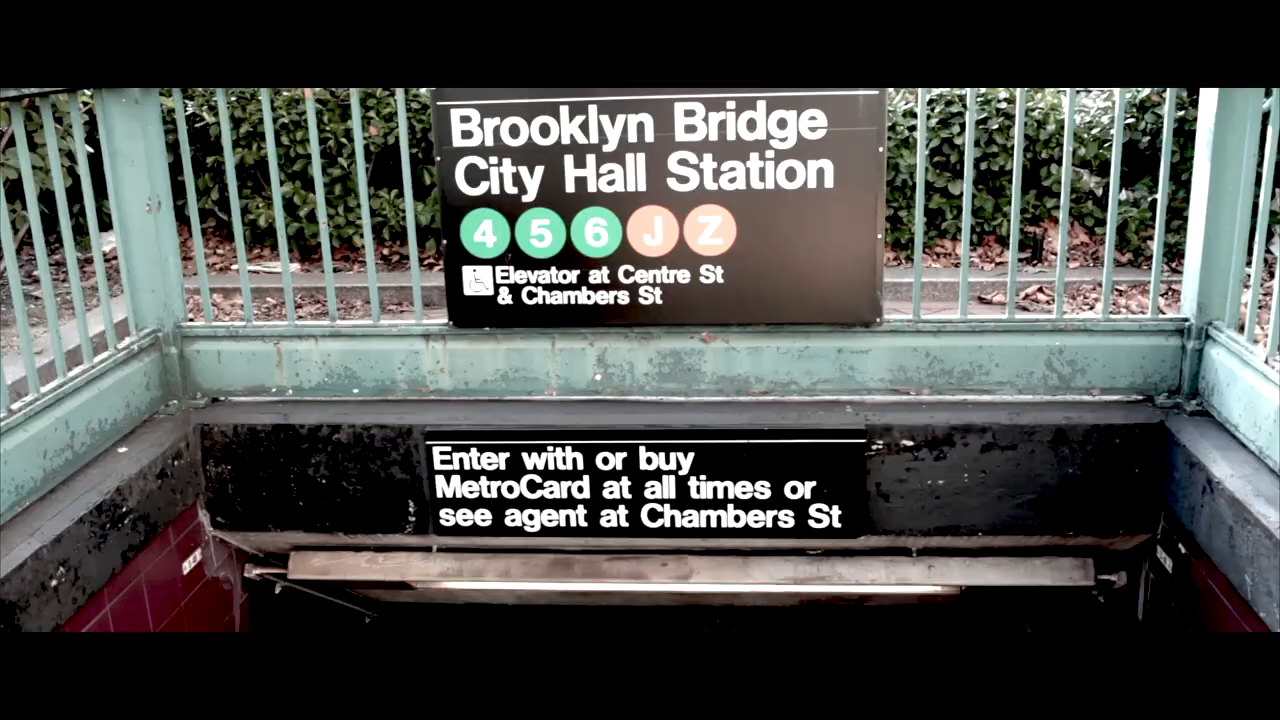 Brooklyn Bridge
City Hall Station
4 5 6 J Z
Elevator at Centre St
& Chambers St
Enter with or buy
MetroCard at all times or
see agent at Chambers St